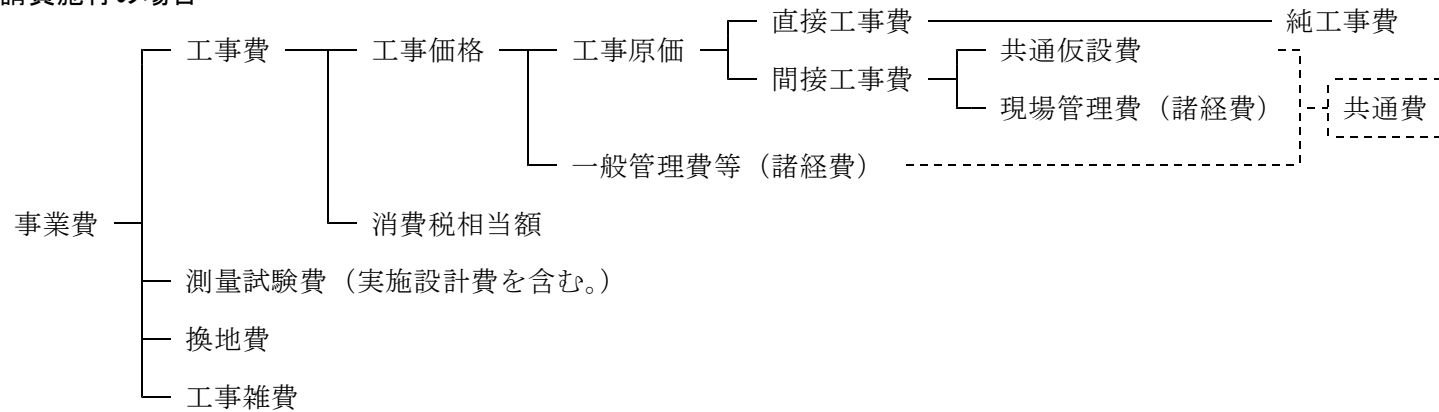 請負施行の場合
直接工事費 純工事費
事業費 工事費 工事価格 工事原価
間接工事費 共通仮設費
現場管理費（諸経費） 共通費
一般管理費等（諸経費）
消費税相当額
測量試験費（実施設計費を含む。）
換地費
工事雑費